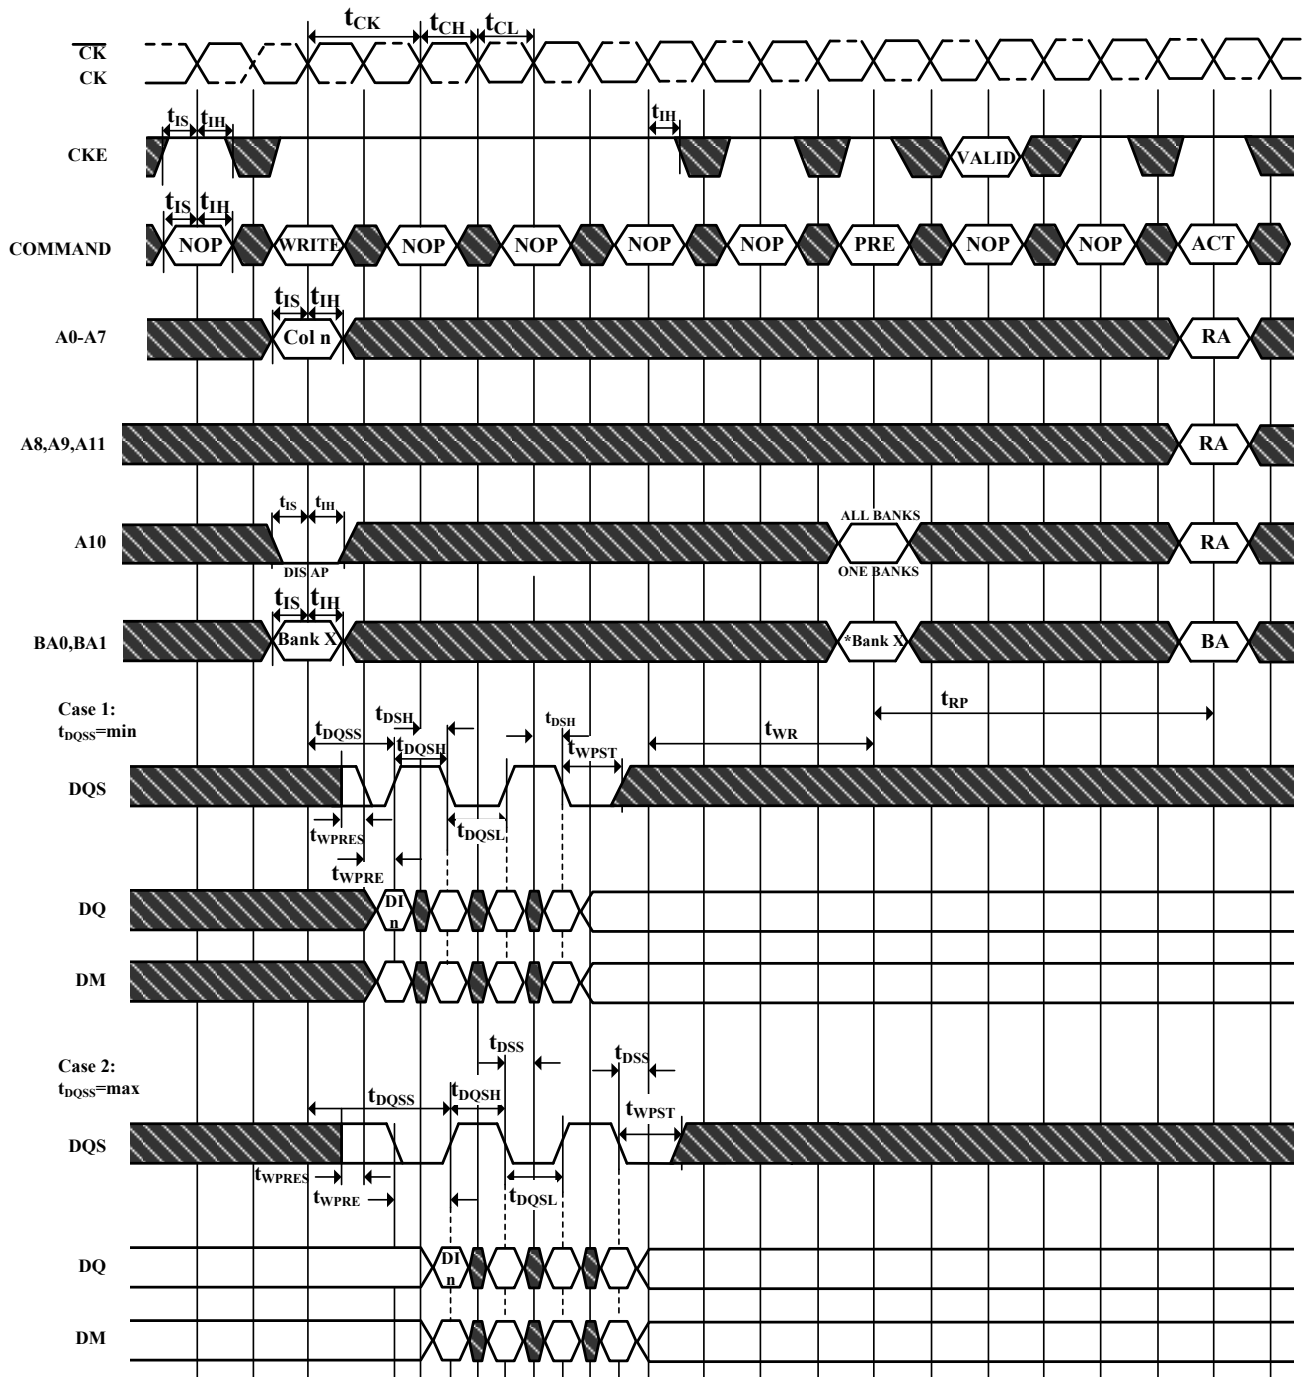 tCK tCH tCL
CK
CK
tIS tIH tIH
CKE VALID
tIS tIH
COMMAND NOP WRITE NOP NOP NOP NOP PRE NOP NOP ACT
tIS tIH
A0-A7 Col n RA
A8,A9,A11 RA
tIS tIH ALL BANKS
A10 RA
DIS AP ONE BANKS
tIS tIH
BA0,BA1 Bank X *Bank X BA
Case 1:
tDQSS=min
tDQSS tDSH tDQSH tDSH tWPST tWR tRP
DQS
tWPRES tDQSL
tWPRE
DQ DI
n
DM
Case 2:
tDQSS=max
tDSS tDSS
tDQSS tDQSH tWPST
DQS
tWPRES tWPRE tDQSL
DQ DI
n
DM